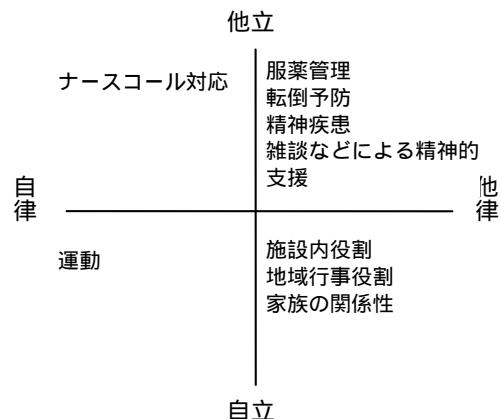 他立
ナースコール対応
服薬管理
転倒予防
精神疾患
雑談などによる精神的
支援
自律
他律
運動
施設内役割
地域行事役割
家族の関係性
自立